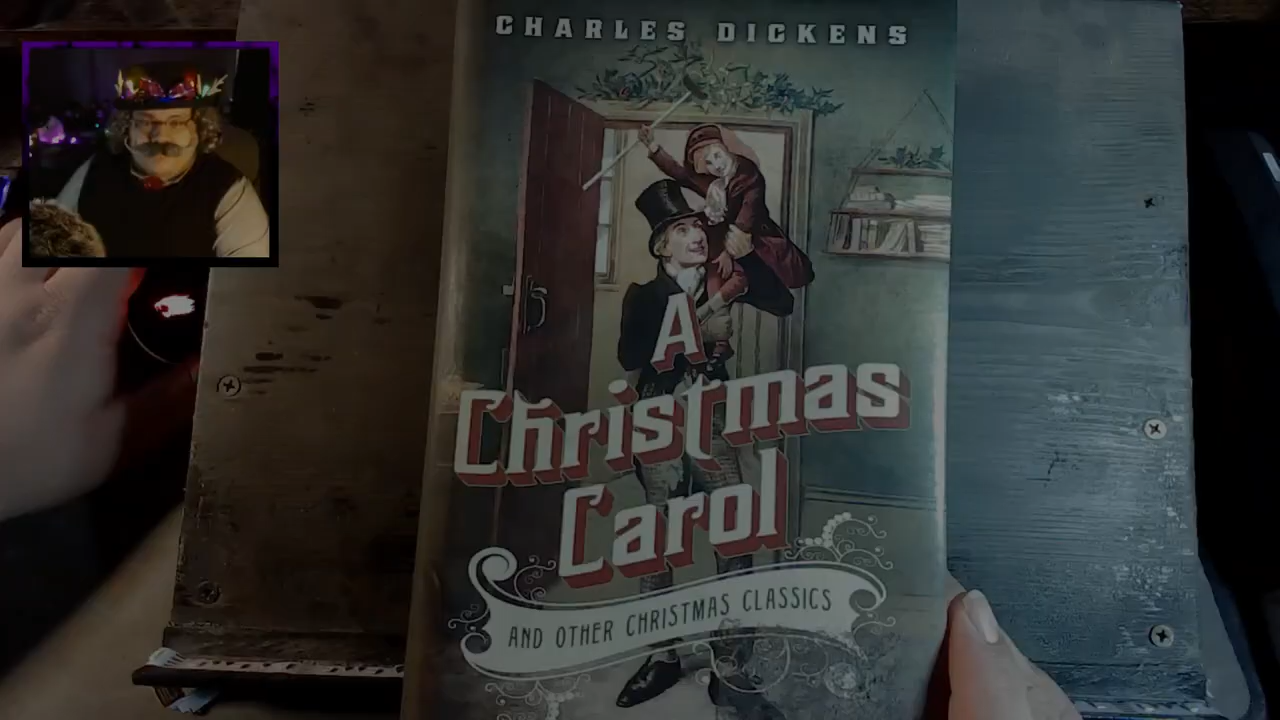 CHARLES DICKENS
A
Christmas
Carol
AND OTHER CHRISTMAS CLASSICS